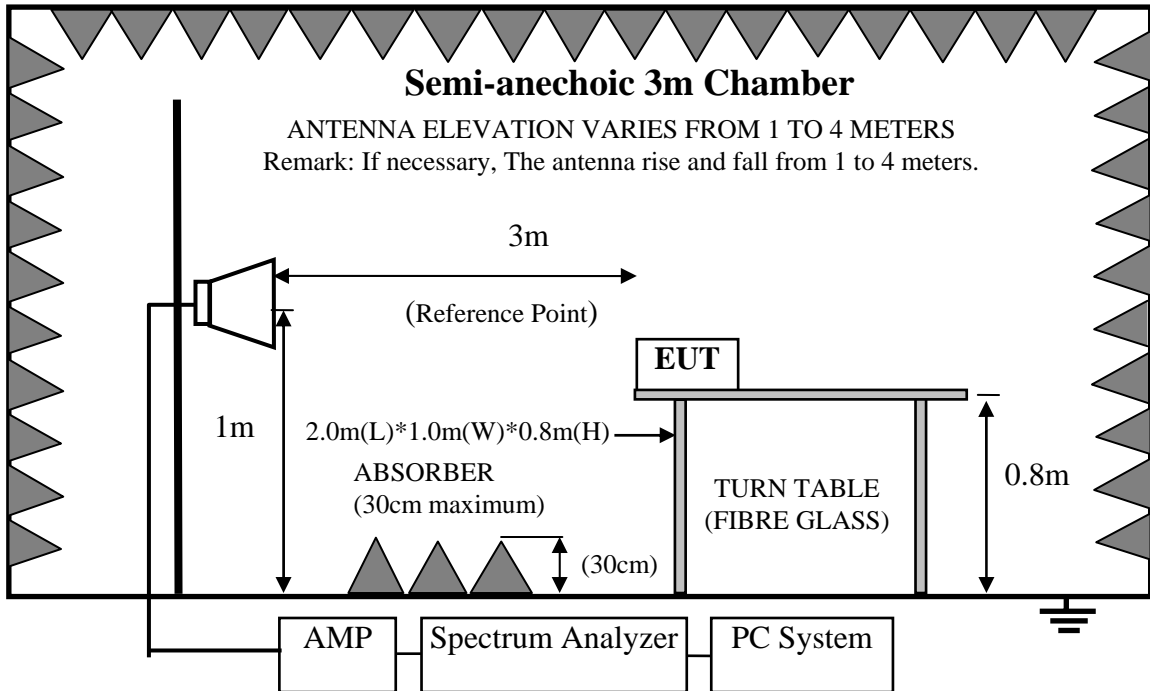 Semi-anechoic 3m Chamber
ANTENNA ELEVATION VARIES FROM 1 TO 4 METERS
Remark: If necessary, The antenna rise and fall from 1 to 4 meters.
3m
(Reference Point)
EUT
1m
2.0m(L)*1.0m(W)*0.8m(H)
ABSORBER
(30cm maximum)
TURN TABLE
(FIBRE GLASS)
0.8m
(30cm)
AMP
Spectrum Analyzer
PC System